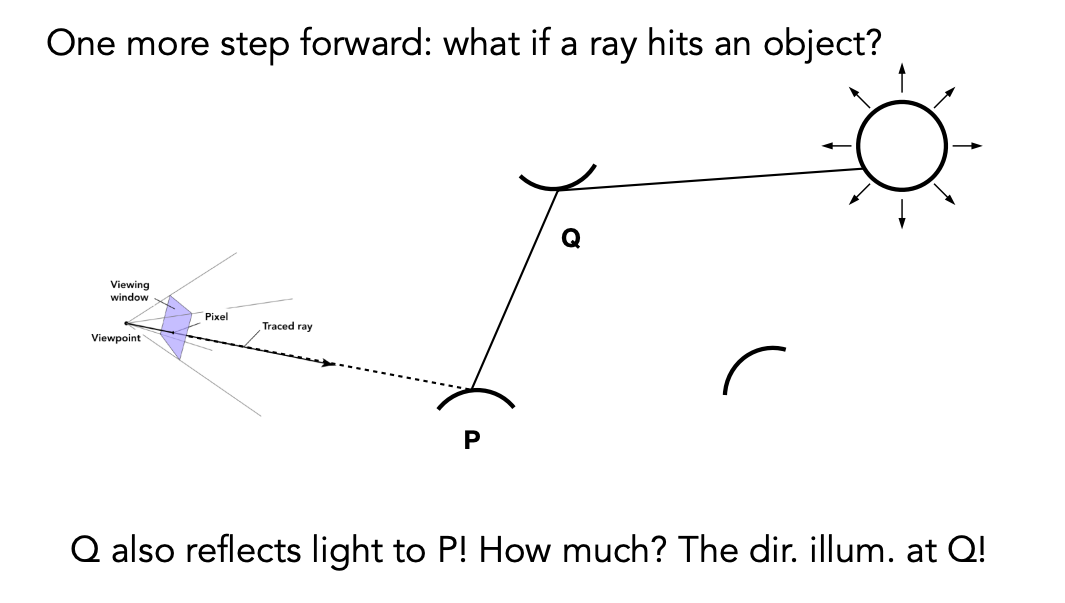 One more step forward: what if a ray hits an object?
Q
Viewing
window
Pixel
Traced ray
Viewpoint
P
Q also reflects light to P! How much? The dir. illum. at Q!